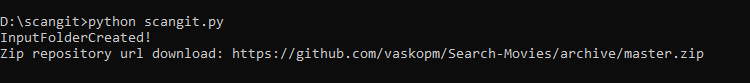 D:\scangit>python scangit.py
InputFolderCreated!
Zip repository url download: https://github.com/vaskopm/Search-Movies/archive/master.zip